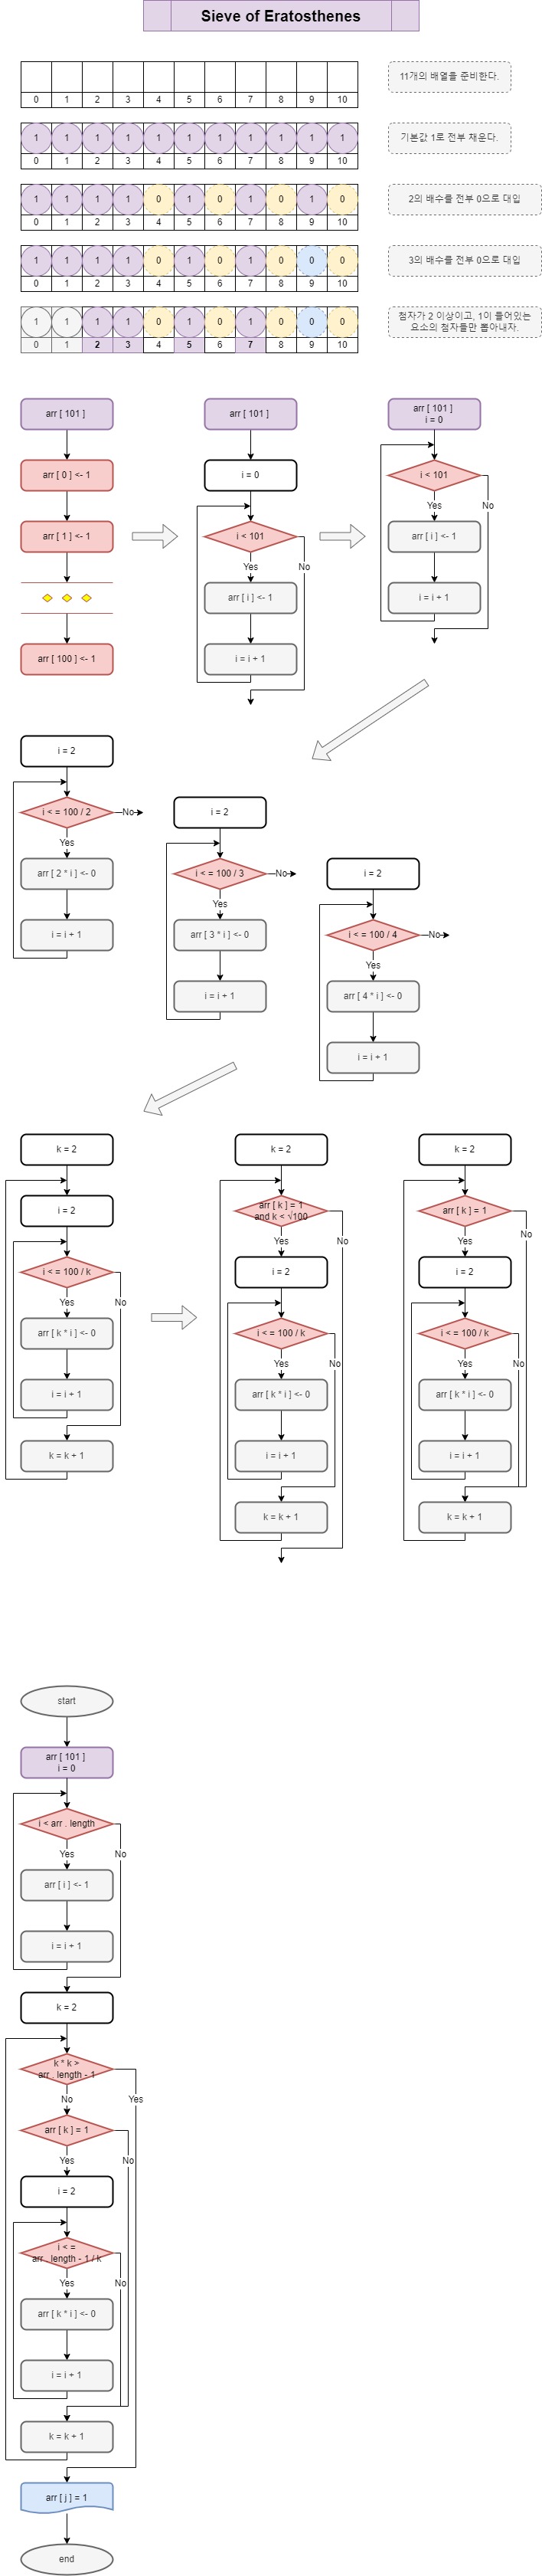 Sieve of Eratosthenes
11개의 배열을 준비한다.
0 1 2 3 4 5 6 7 8 9 10
1 1 1 1 1 1 1 1 1 1 1
기본값 1로 전부 채운다.
0 1 2 3 4 5 6 7 8 9 10
1 1 1 1 0 1 0 1 0 1 0
2의 배수를 전부 0으로 대입
0 1 2 3 4 5 6 7 8 9 10
1 1 1 1 0 1 0 1 0 0 0
3의 배수를 전부 0으로 대입
0 1 2 3 4 5 6 7 8 9 10
1 1 1 1 0 1 0 1 0 0 0
첨자가 2 이상이고, 1이 들어있는
요소의 첨자들만 뽑아내자.
0 1 2 3 4 5 6 7 8 9 10
arr [ 101 ]
arr [ 0 ] <- 1
arr [ 1 ] <- 1
arr [ 100 ] <- 1
arr [ 101 ]
i = 0
i < 101
Yes
No
arr [ i ] <- 1
i = i + 1
arr [ 101 ]
i = 0
i < 101
Yes
No
arr [ i ] <- 1
i = i + 1
i = 2
i < = 100 / 2
No
Yes
arr [ 2 * i ] <- 0
i = i + 1
i = 2
i < = 100 / 3
No
Yes
arr [ 3 * i ] <- 0
i = i + 1
i = 2
i < = 100 / 4
No
Yes
arr [ 4 * i ] <- 0
i = i + 1
k = 2
i = 2
i < = 100 / k
Yes
No
arr [ k * i ] <- 0
i = i + 1
k = k + 1
k = 2
arr [ k ] = 1
and k < √100
Yes
No
i = 2
i < = 100 / k
Yes
No
arr [ k * i ] <- 0
i = i + 1
k = k + 1
k = 2
arr [ k ] = 1
Yes
No
i = 2
i < = 100 / k
Yes
No
arr [ k * i ] <- 0
i = i + 1
k = k + 1
start
arr [ 101 ]
i = 0
i < arr . length
Yes
No
arr [ i ] <- 1
i = i + 1
k = 2
k * k >
arr . length - 1
No
Yes
arr [ k ] = 1
Yes
No
i = 2
i < =
arr . length - 1 / k
Yes
No
arr [ k * i ] <- 0
i = i + 1
k = k + 1
arr [ j ] = 1
end